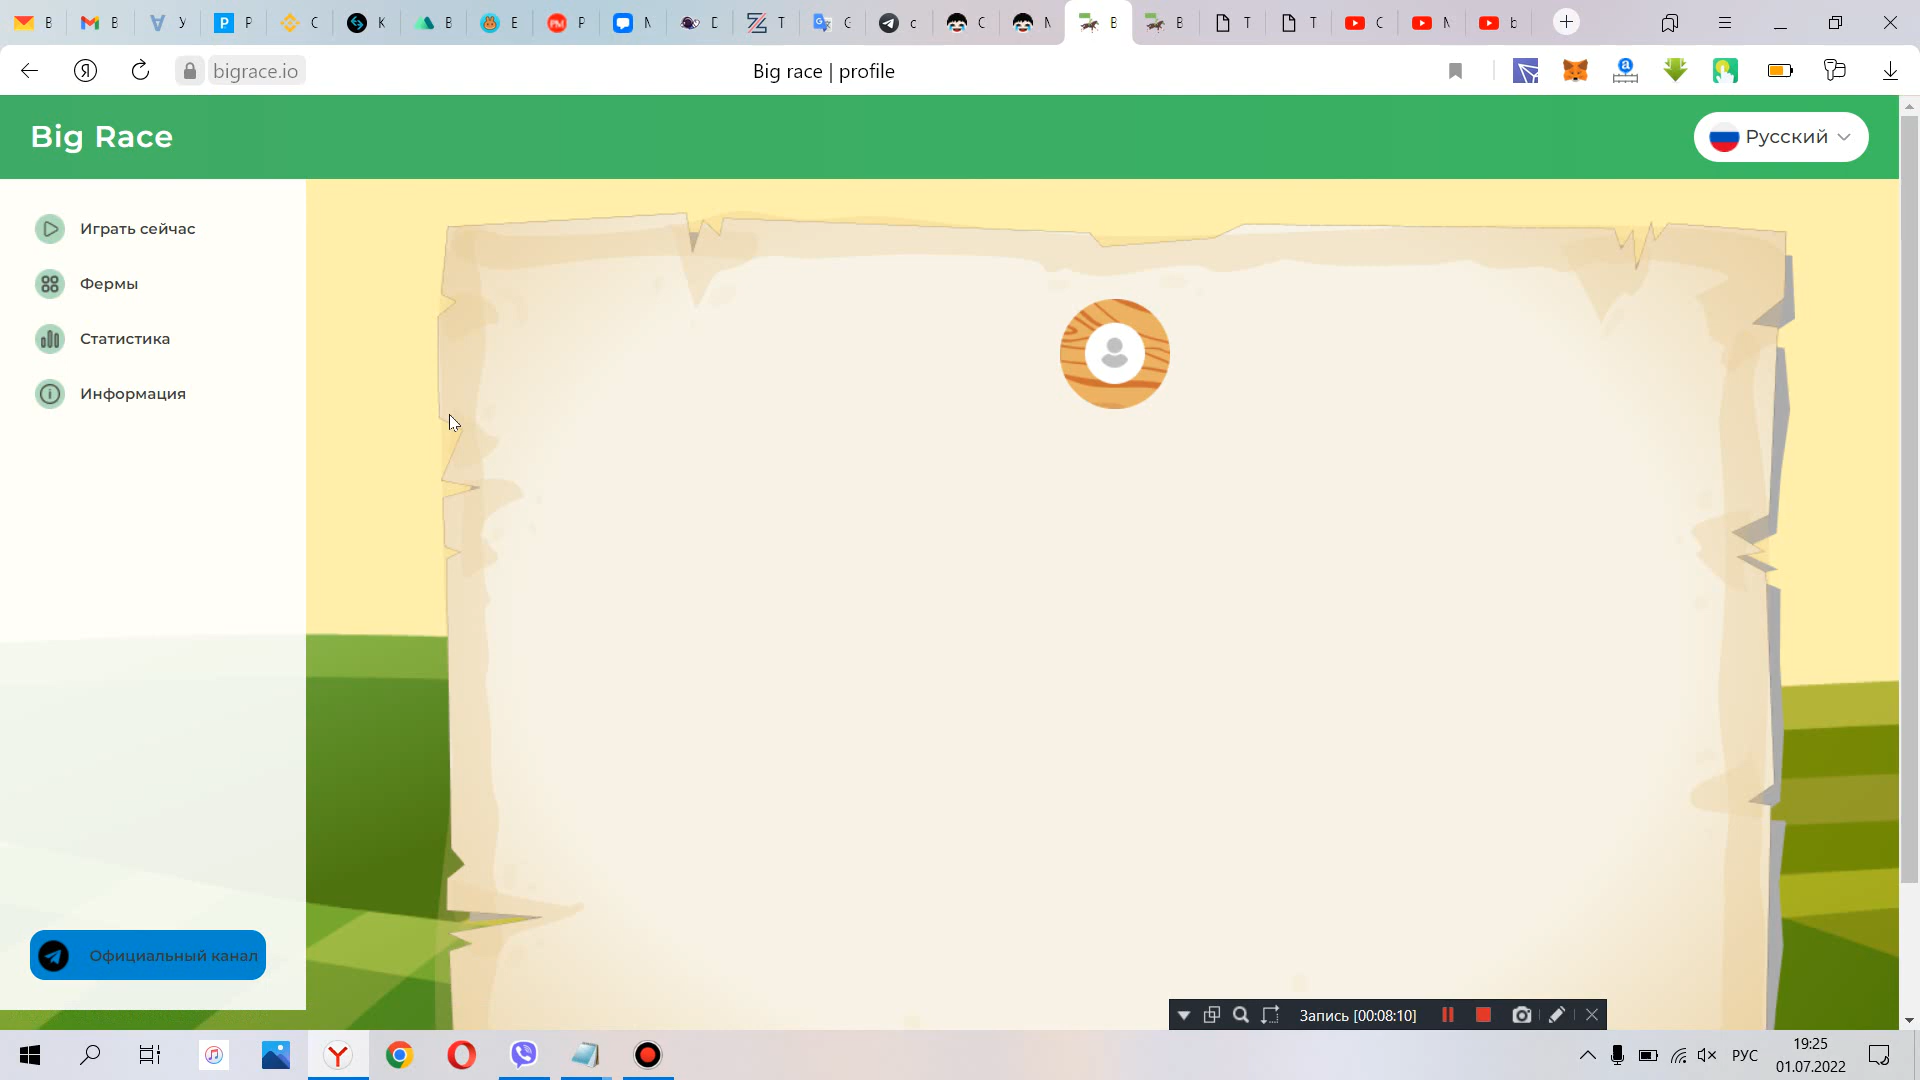 B
B
У
P
P
C
K
B
E
P
N
D
T
G
c
C
N
B
B
T
T
C
N
b
bigrace.io
Big race | profile
Big Race
Русский
Играть сейчас
Фермы
Статистика
Информация
Официальный канал
Запись [00:08:10]
РУС
19:25
01.07.2022